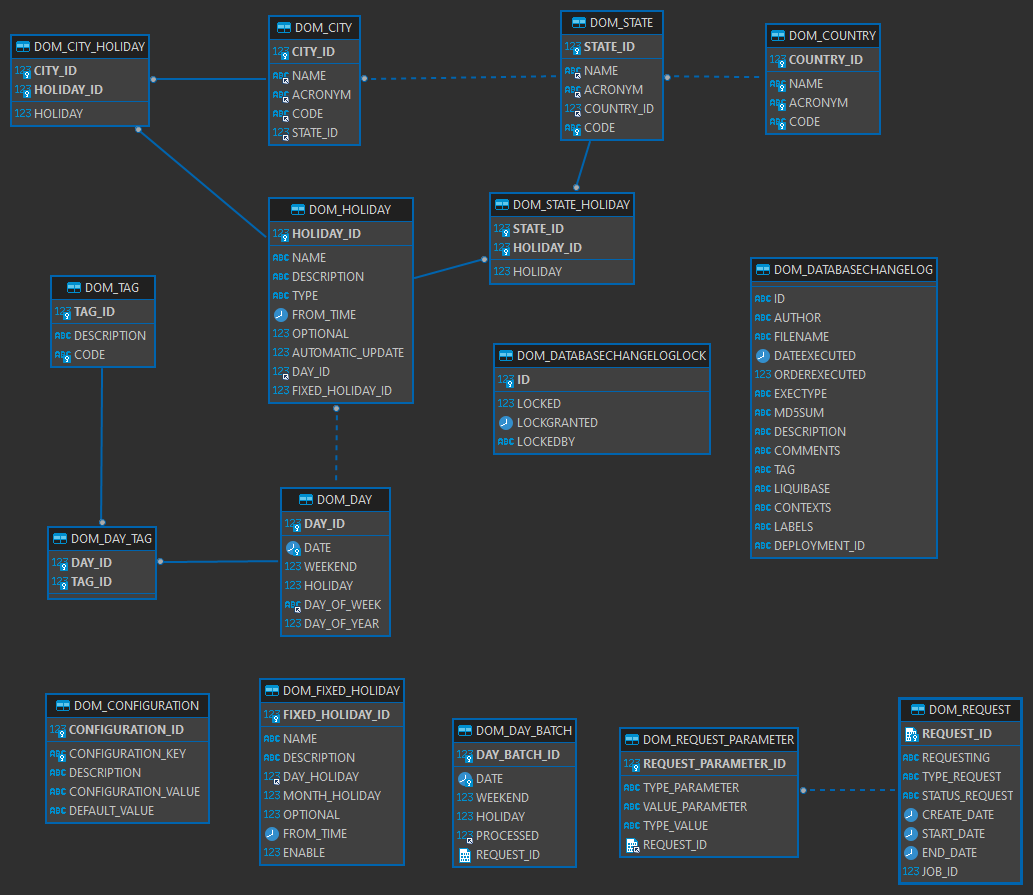 DOM_CITY_HOLIDAY
123 CITY_ID
123 HOLIDAY_ID
123 HOLIDAY
DOM_CITY
123 CITY_ID
ABC NAME
ABC ACRONYM
ABC CODE
123 STATE_ID
DOM_STATE
123 STATE_ID
ABC NAME
ABC ACRONYM
123 COUNTRY_ID
ABC CODE
DOM_COUNTRY
123 COUNTRY_ID
ABC NAME
ABC ACRONYM
ABC CODE
DOM_HOLIDAY
123 HOLIDAY_ID
ABC NAME
ABC DESCRIPTION
ABC TYPE
FROM_TIME
123 OPTIONAL
123 AUTOMATIC_UPDATE
123 DAY_ID
123 FIXED_HOLIDAY_ID
DOM_STATE_HOLIDAY
123 STATE_ID
123 HOLIDAY_ID
123 HOLIDAY
DOM_TAG
123 TAG_ID
ABC DESCRIPTION
ABC CODE
DOM_DATABASECHANGELOGLOCK
123 ID
123 LOCKED
LOCKGRANTED
ABC LOCKEDBY
DOM_DATABASECHANGELOG
ABC ID
ABC AUTHOR
ABC FILENAME
DATEEXECUTED
123 ORDEREXECUTED
ABC EXECTYPE
ABC MD5SUM
ABC DESCRIPTION
ABC COMMENTS
ABC TAG
ABC LIQUIBASE
ABC CONTEXTS
ABC LABELS
ABC DEPLOYMENT_ID
DOM_DAY_TAG
123 DAY_ID
123 TAG_ID
DOM_DAY
123 DAY_ID
DATE
123 WEEKEND
123 HOLIDAY
ABC DAY_OF_WEEK
123 DAY_OF_YEAR
DOM_CONFIGURATION
123 CONFIGURATION_ID
ABC CONFIGURATION_KEY
ABC DESCRIPTION
ABC CONFIGURATION_VALUE
ABC DEFAULT_VALUE
DOM_FIXED_HOLIDAY
123 FIXED_HOLIDAY_ID
ABC NAME
ABC DESCRIPTION
123 DAY_HOLIDAY
123 MONTH_HOLIDAY
123 OPTIONAL
FROM_TIME
123 ENABLE
DOM_DAY_BATCH
123 DAY_BATCH_ID
DATE
123 WEEKEND
123 HOLIDAY
123 PROCESSED
REQUEST_ID
DOM_REQUEST_PARAMETER
123 REQUEST_PARAMETER_ID
ABC TYPE_PARAMETER
ABC VALUE_PARAMETER
ABC TYPE_VALUE
REQUEST_ID
DOM_REQUEST
REQUEST_ID
ABC REQUESTING
ABC TYPE_REQUEST
ABC STATUS_REQUEST
CREATE_DATE
START_DATE
END_DATE
123 JOB_ID